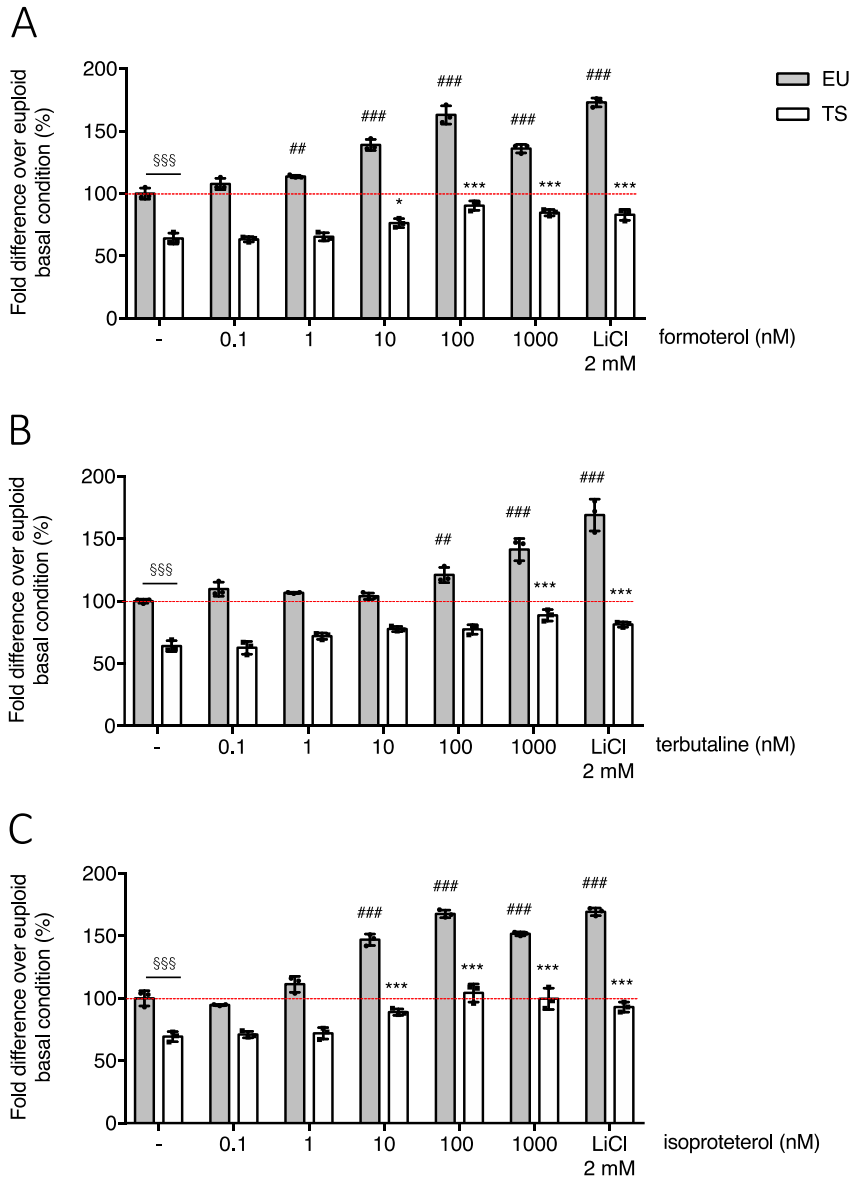 A
EU
TS
Fold difference over euploid
basal condition (%)
200
150
100
50
0
§§§
##
###
###
###
###
*
***
***
***
- 0.1 1 10 100 1000 LiCl
2 mM
formoterol (nM)
B
Fold difference over euploid
basal condition (%)
200
150
100
50
0
§§§
##
###
###
***
***
- 0.1 1 10 100 1000 LiCl
2 mM
terbutaline (nM)
C
Fold difference over euploid
basal condition (%)
200
150
100
50
0
§§§
###
###
###
###
***
***
***
***
- 0.1 1 10 100 1000 LiCl
2 mM
isoproteterol (nM)